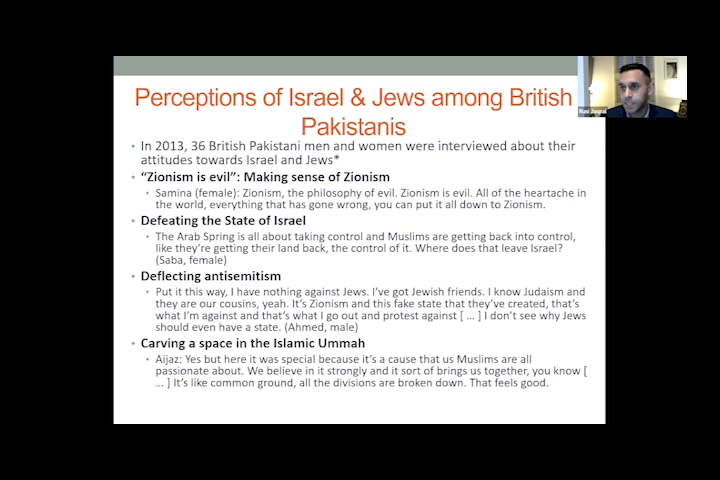 Perceptions of Israel & Jews among British
Pakistanis
• In 2013, 36 British Pakistani men and women were interviewed about their
attitudes towards Israel and Jews*
• “Zionism is evil”: Making sense of Zionism
• Samina (female): Zionism, the philosophy of evil. Zionism is evil. All of the heartache in
the world, everything that has gone wrong, you can put it all down to Zionism.
• Defeating the State of Israel
• The Arab Spring is all about taking control and Muslims are getting back into control,
like they’re getting their land back, the control of it. Where does that leave Israel?
(Saba, female)
• Deflecting antisemitism
• Put it this way, I have nothing against Jews. I’ve got Jewish friends. I know Judaism and
they are our cousins, yeah. It’s Zionism and this fake state that they’ve created, that’s
what I’m against and that’s what I go out and protest against [ … ] I don’t see why Jews
should even have a state. (Ahmed, male)
• Carving a space in the Islamic Ummah
• Aijaz: Yes but here it was special because it’s a cause that us Muslims are all
passionate about. We believe in it strongly and it sort of brings us together, you know [
… ] It’s like common ground, all the divisions are broken down. That feels good.